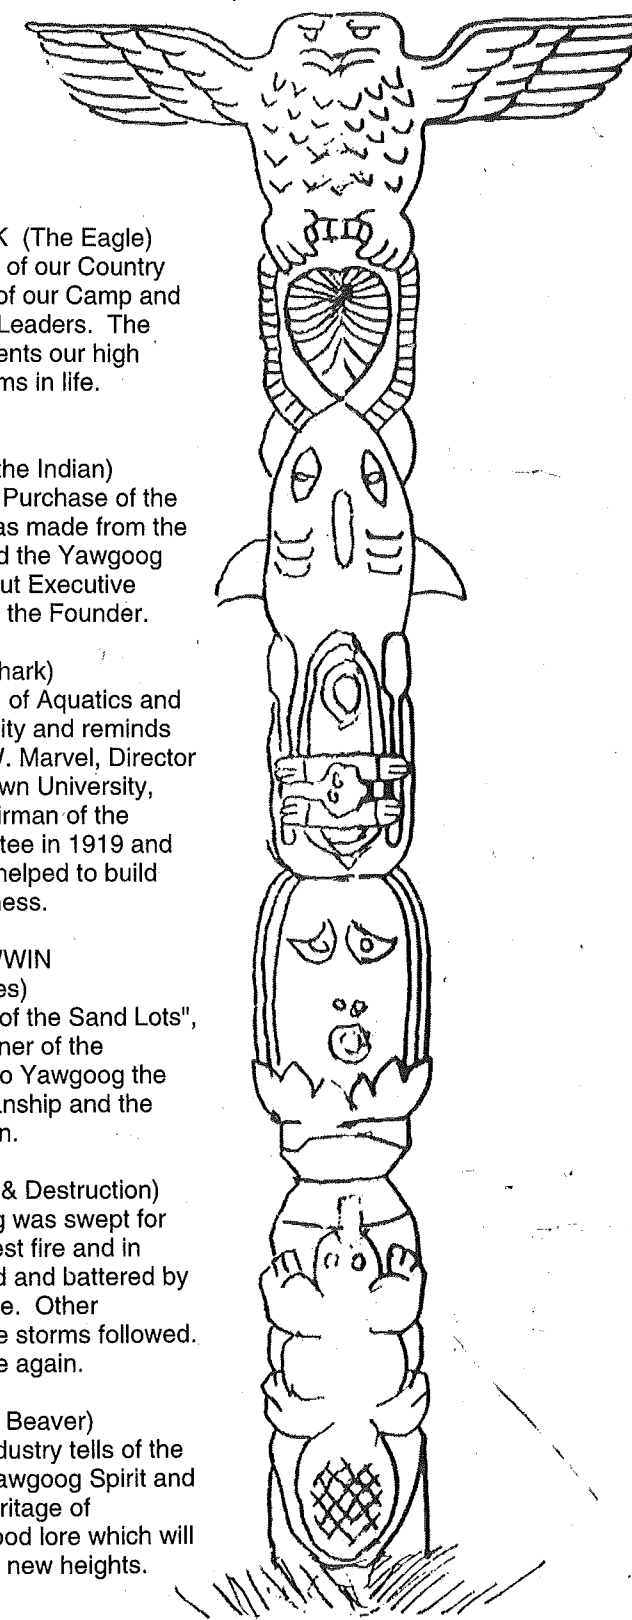 K (The Eagle)
of our Country
of our Camp and
Leaders. The
ents our high
ms in life.
the Indian)
Purchase of the
as made from the
d the Yawgoog
ut Executive
the Founder.
hark)
of Aquatics and
ity and reminds
. Marvel, Director
wn University,
irman of the
tee in 1919 and
helped to build
ness.
WIN
es)
of the Sand Lots",
ner of the
o Yawgoog the
anship and the
n.
& Destruction)
g was swept for
est fire and in
d and battered by
e. Other
e storms followed.
e again.
Beaver)
dustry tells of the
awgoog Spirit and
ritage of
ood lore which will
new heights.